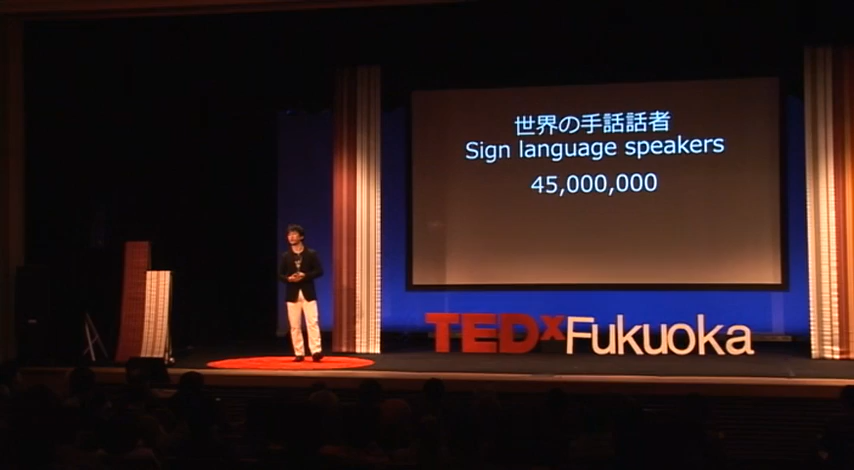 世界の手話話者
Sign language speakers
45,000,000
TEDxFukuoka